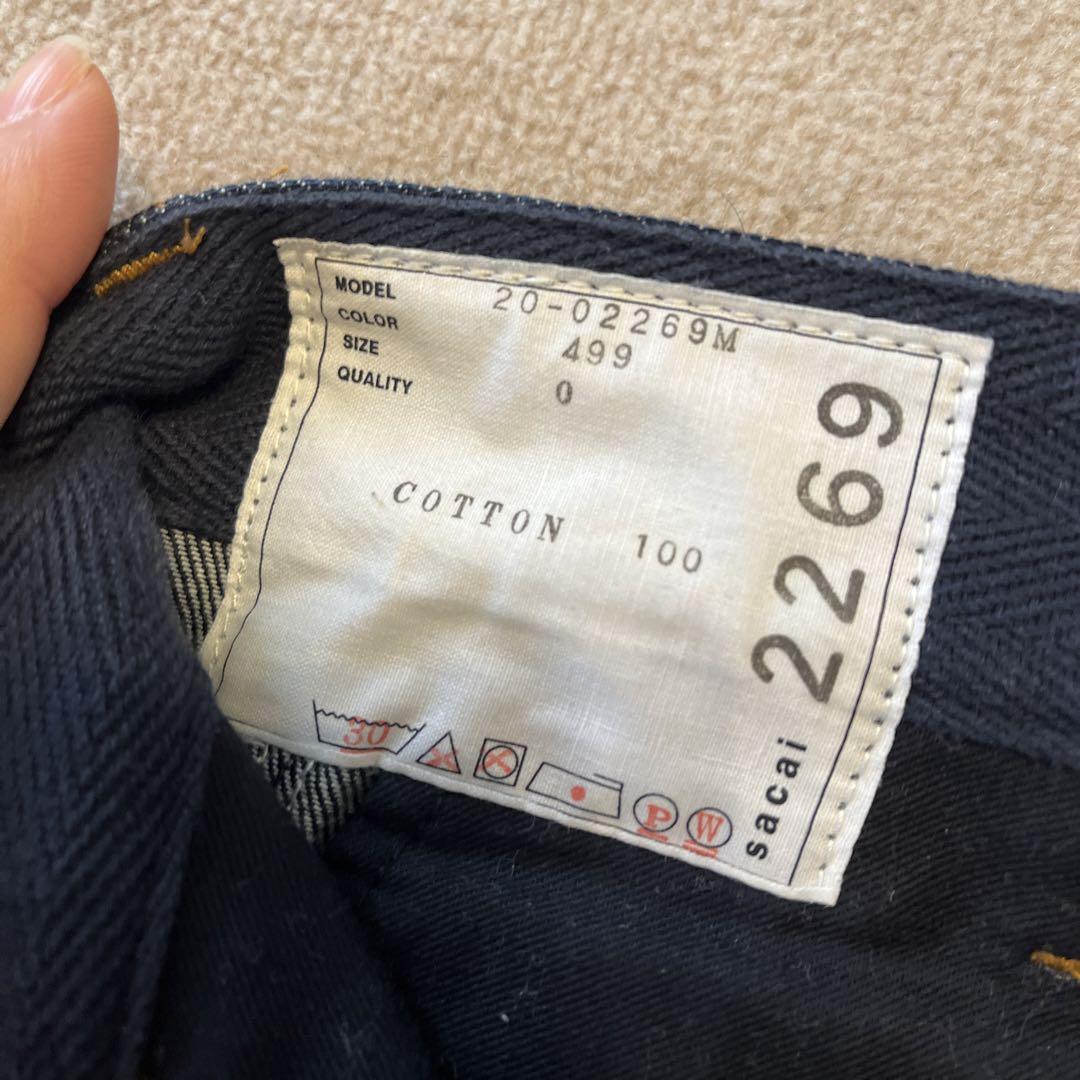 MODEL 20-02269M
COLOR 499
SIZE 0
QUALITY
COTTON 100
30
P
W
2269
sacai